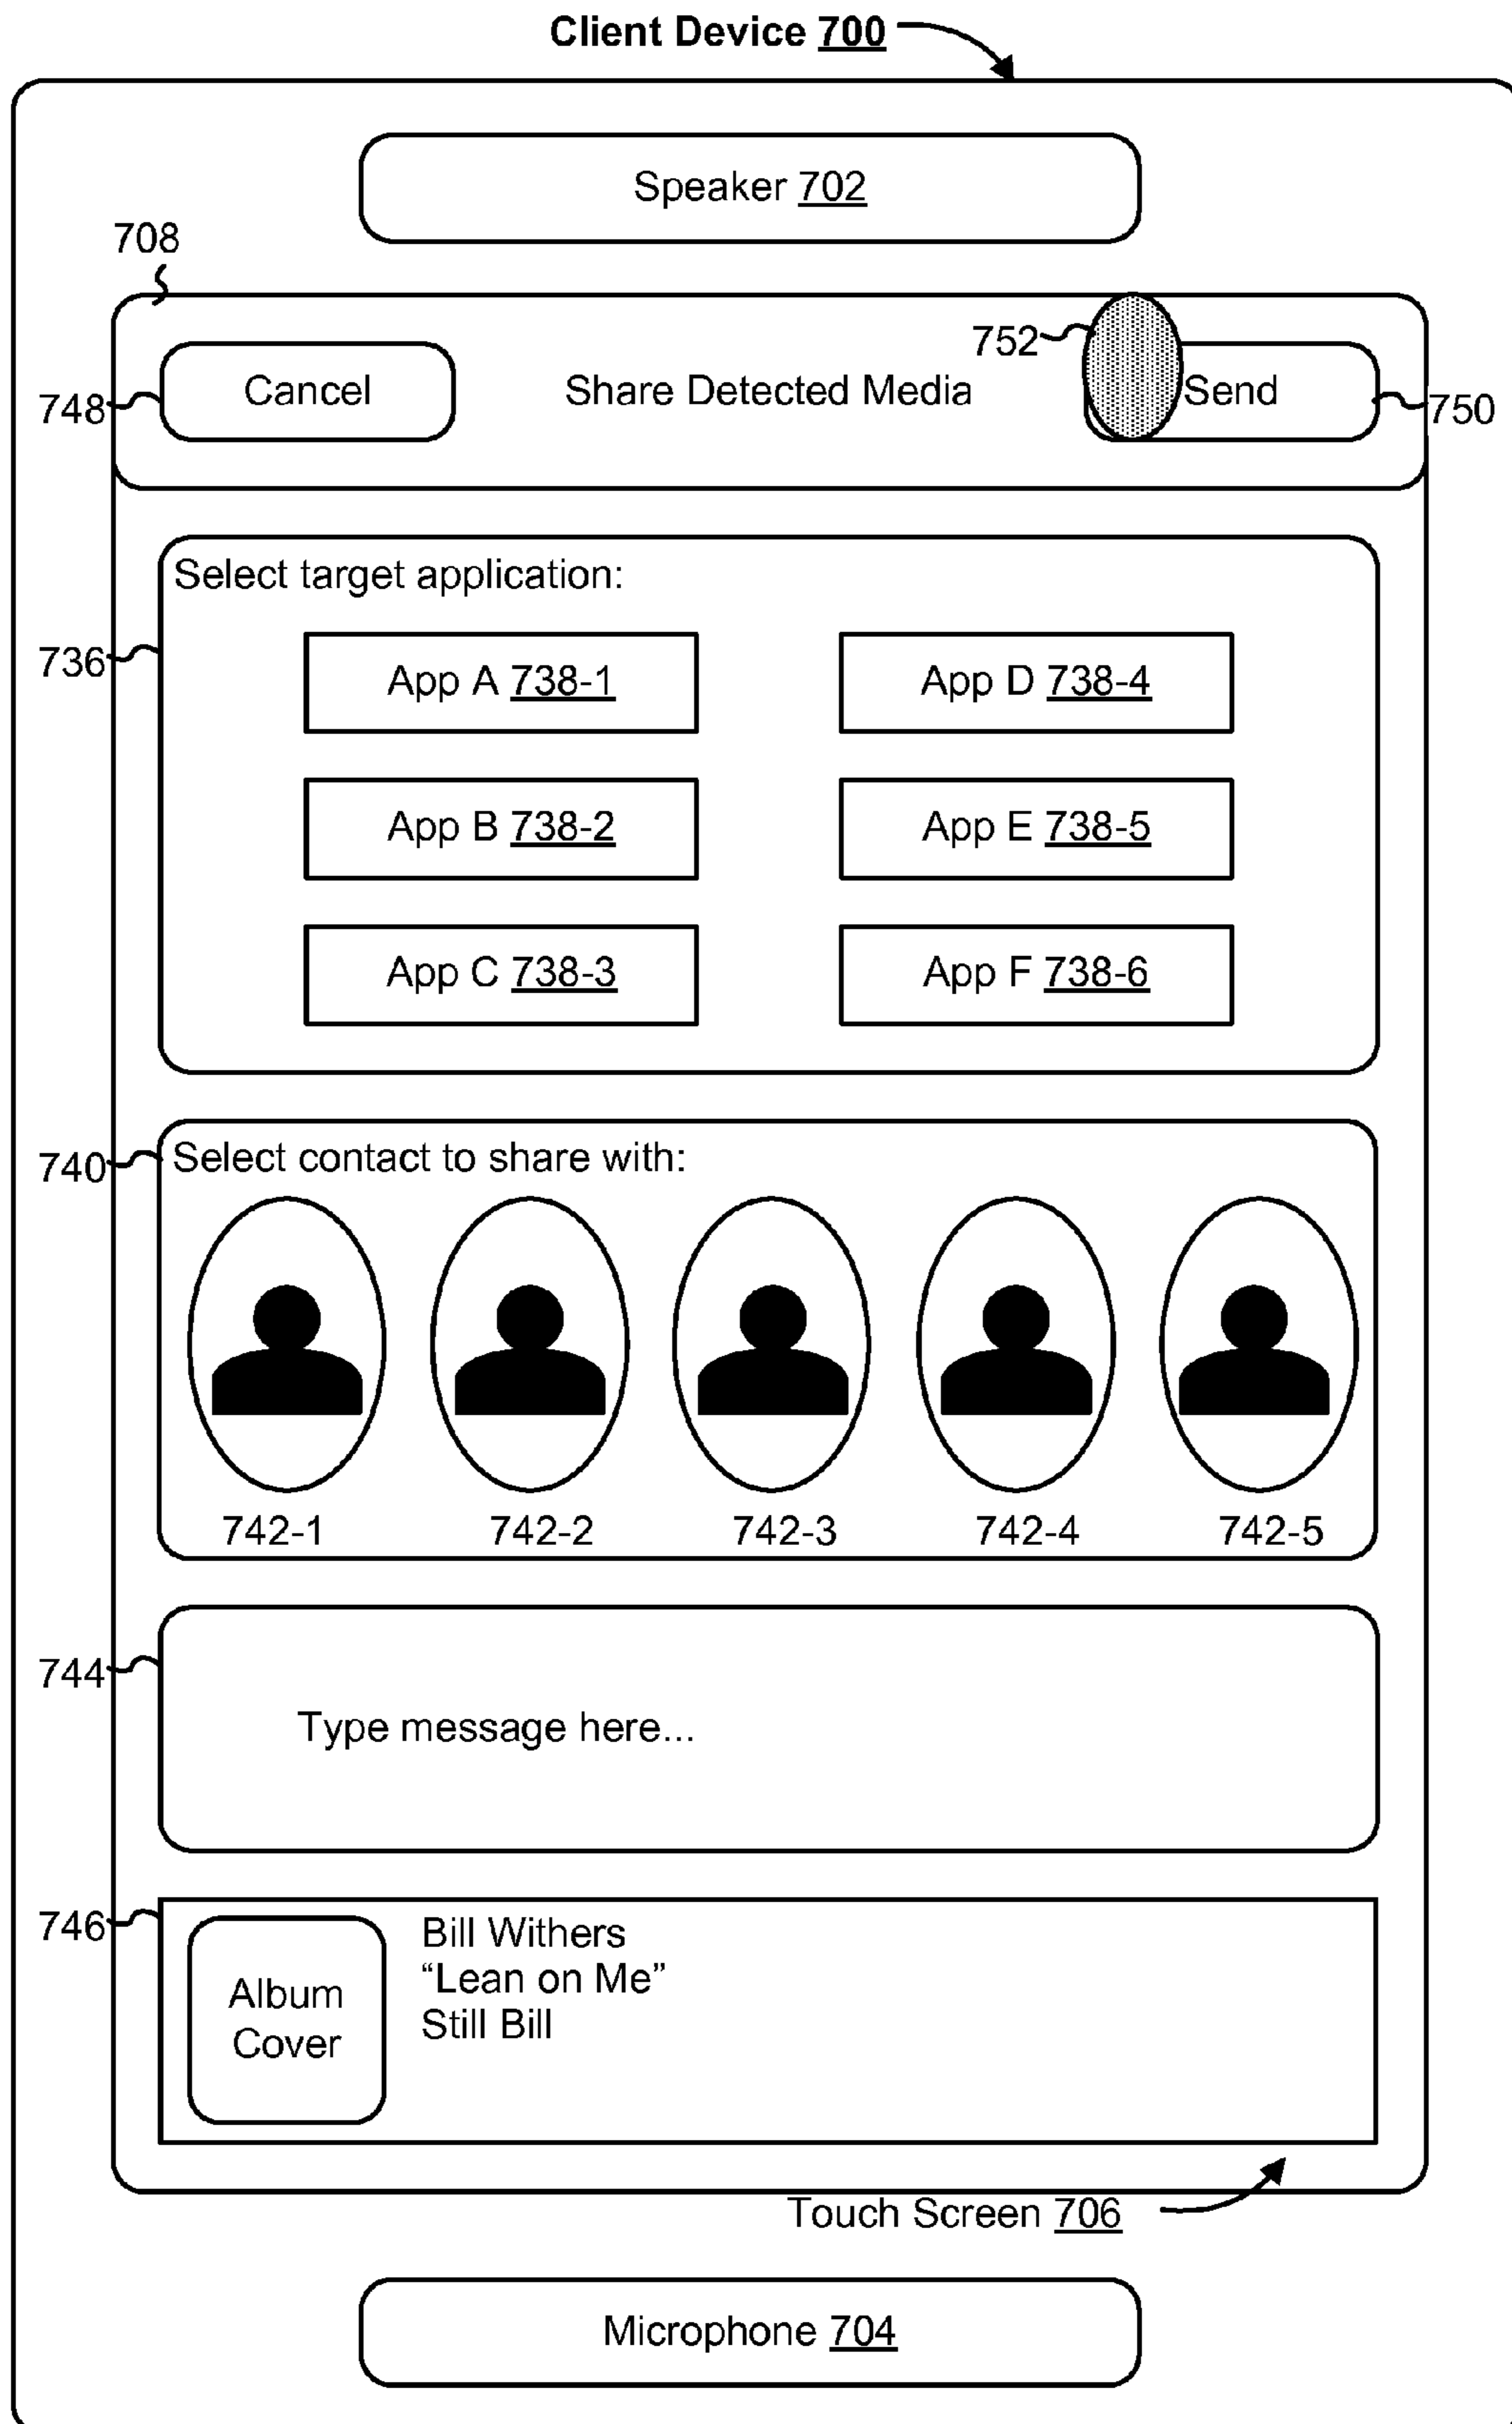 Client Device 700
Speaker 702
708
752
748
Cancel
Share Detected Media
Send
750
Select target application:
736
App A 738-1
App D 738-4
App B 738-2
App E 738-5
App C 738-3
App F 738-6
740
Select contact to share with:
742-1
742-2
742-3
742-4
742-5
744
Type message here...
746
Album
Cover
Bill Withers
“Lean on Me”
Still Bill
Touch Screen 706
Microphone 704